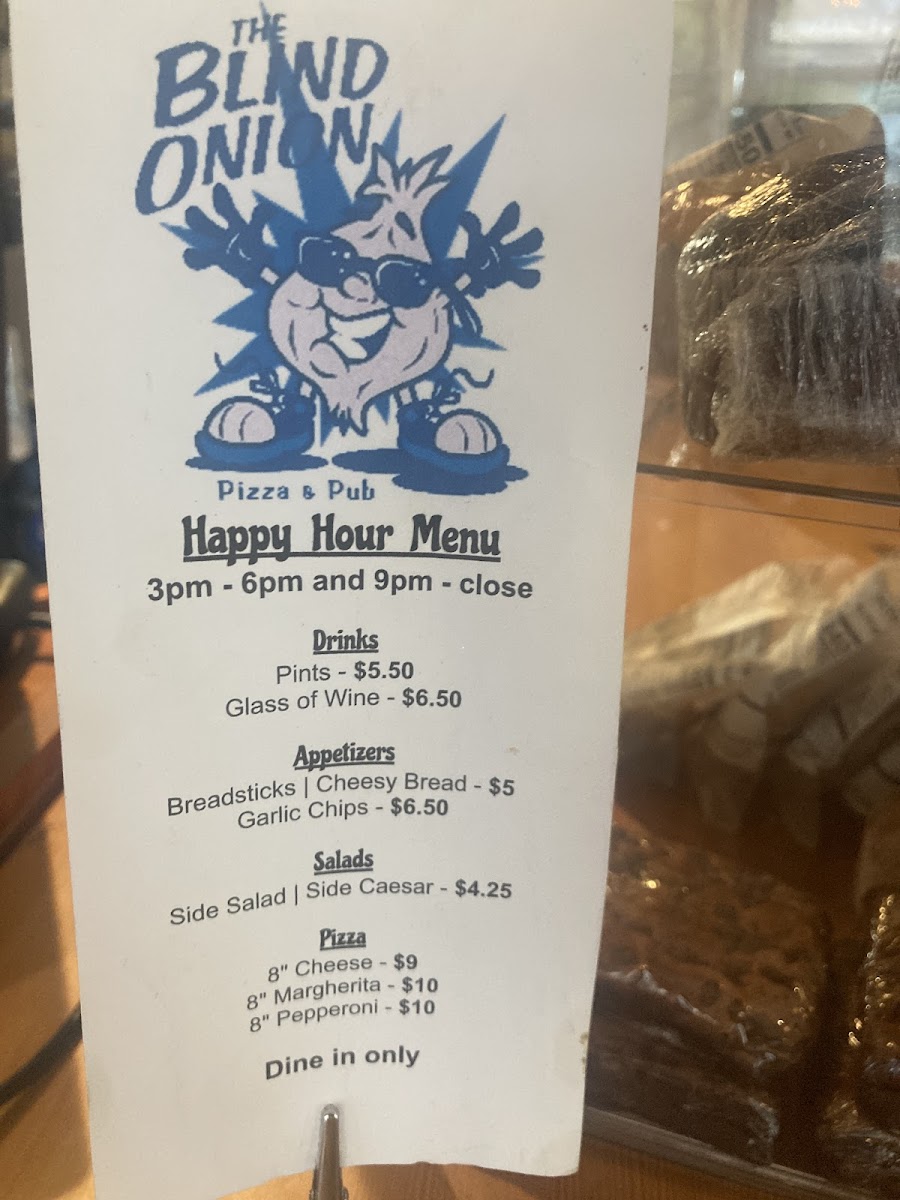 THE
BLIND
ONION
Pizza & Pub
Happy Hour Menu
3pm - 6pm and 9pm - close
Drinks
Pints - $5.50
Glass of Wine - $6.50
Appetizers
Breadsticks | Cheesy Bread - $5
Garlic Chips - $6.50
Salads
Side Salad | Side Caesar - $4.25
Pizza
8" Cheese - $9
8" Margherita - $10
8" Pepperoni - $10
Dine in only